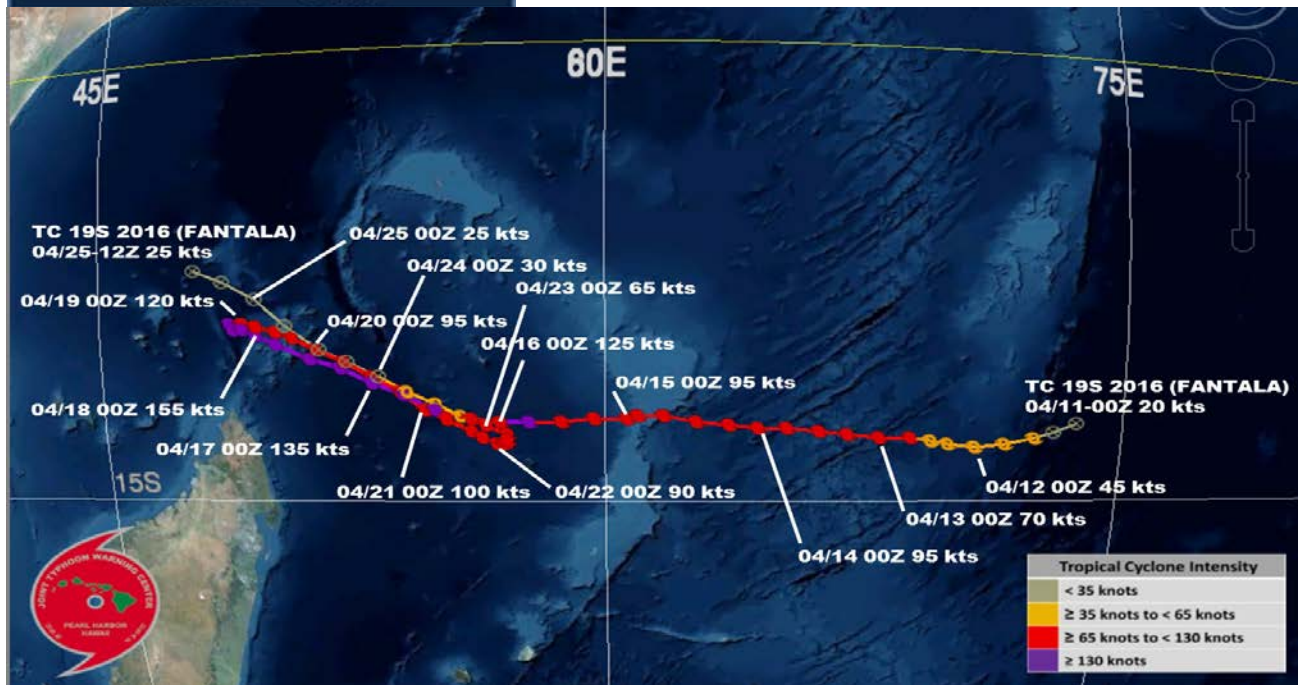 45E
60E
75E
TC 19S 2016 (FANTALA)
04/25-12Z 25 kts
04/25 00Z 25 kts
04/24 00Z 30 kts
04/23 00Z 65 kts
04/19 00Z 120 kts
04/20 00Z 95 kts
04/16 00Z 125 kts
04/15 00Z 95 kts
TC 19S 2016 (FANTALA)
04/11-00Z 20 kts
04/18 00Z 155 kts
04/17 00Z 135 kts
15S
04/21 00Z 100 kts
04/22 00Z 90 kts
04/12 00Z 45 kts
04/13 00Z 70 kts
04/14 00Z 95 kts
JOINT TYPHOON WARNING CENTER
PEARL HARBOR
HAWAII
Tropical Cyclone Intensity
< 35 knots
≥ 35 knots to < 65 knots
≥ 65 knots to < 130 knots
≥ 130 knots